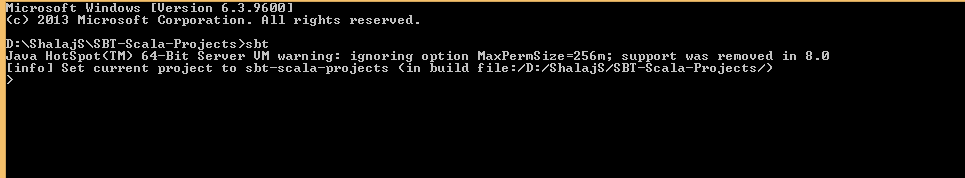 Microsoft Windows [Version 6.3.9600]
(c) 2013 Microsoft Corporation. All rights reserved.
D:\ShalajS\SBT-Scala-Projects>sbt
Java HotSpot(TM) 64-Bit Server VM warning: ignoring option MaxPermSize=256m; support was removed in 8.0
[info] Set current project to sbt-scala-projects (in build file:/D:/ShalajS/SBT-Scala-Projects/)
>